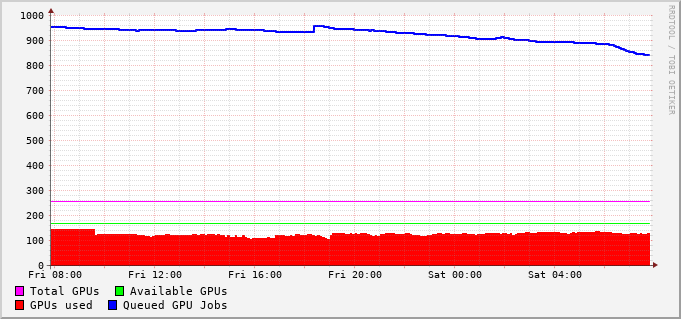 1000
900
800
700
600
500
400
300
200
100
0
Fri 08:00 Fri 12:00 Fri 16:00 Fri 20:00 Sat 00:00 Sat 04:00
Total GPUs Available GPUs
GPUs used Queued GPU Jobs
RRDTOOL / TOBI OETIKER